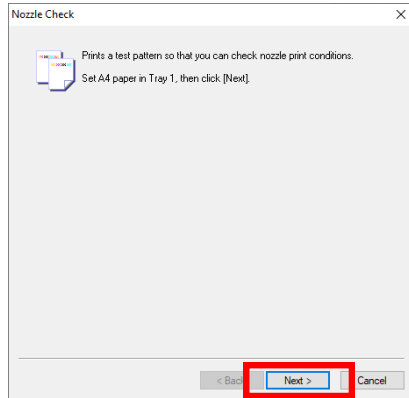 Nozzle Check
Prints a test pattern so that you can check nozzle print conditions.
Set A4 paper in Tray 1, then click [Next].
< Back Next > Cancel